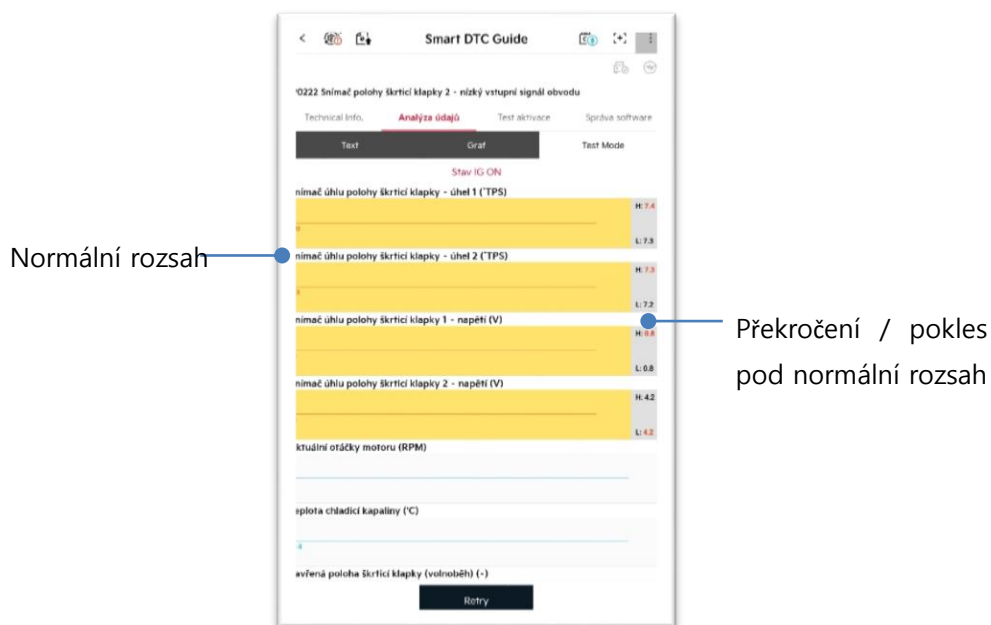 Smart DTC Guide
0222 Snímač polohy škrticí klapky 2 - nízký vstupní signál obvodu
Technical Info. Analýza údajů Test aktivace Správa software
Text Graf Test Mode
Stav IG ON
nímač úhlu polohy škrticí klapky - úhel 1 (˚TPS)
H: 7.4
L: 7.3
Normální rozsah
nímač úhlu polohy škrticí klapky - úhel 2 (˚TPS)
H: 7.3
L: 7.2
nímač úhlu polohy škrticí klapky 1 - napětí (V)
H: 0.8
L: 0.8
Překročení / pokles
pod normální rozsah
nímač úhlu polohy škrticí klapky 2 - napětí (V)
H: 4.2
L: 4.2
ktuální otáčky motoru (RPM)
eplota chladicí kapaliny (˚C)
avřená poloha škrticí klapky (volnoběh) (-)
Retry